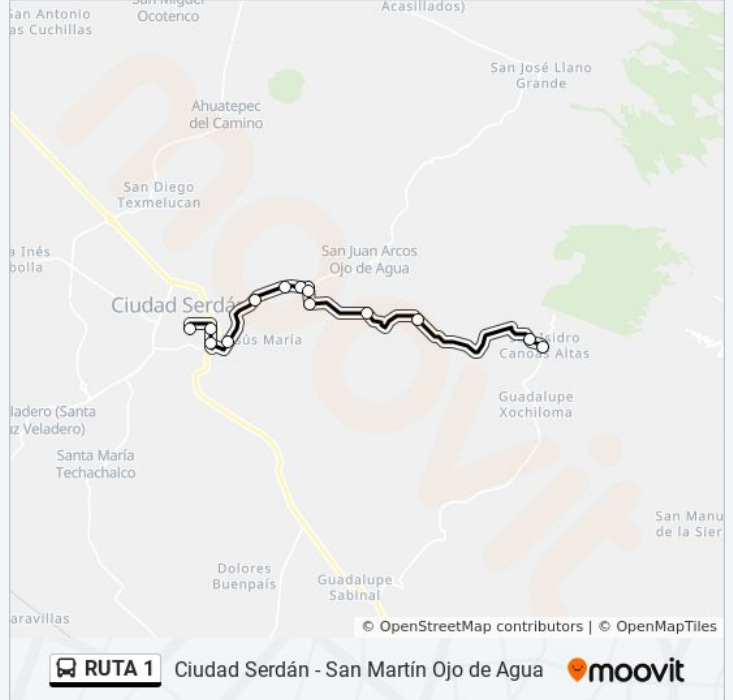 San Antonio
as Cuchillas
San Miguel
Ocotenco
Acasillados)
San José Llano
Grande
Ahuatepec
del Camino
San Diego
Texmelucan
a Inés
bolla
San Juan Arcos
Ojo de Agua
Ciudad Serdán
sús María
Isidro
Canoas Altas
Guadalupe
Xochiloma
ladero (Santa
uz Veladero)
Santa María
Techachalco
San Manu
de la Sier
Dolores
Buenpaís
Guadalupe
Sabinal
aravillas
moovit
© OpenStreetMap contributors | © OpenMapTiles
RUTA 1 Ciudad Serdán - San Martín Ojo de Agua moovit